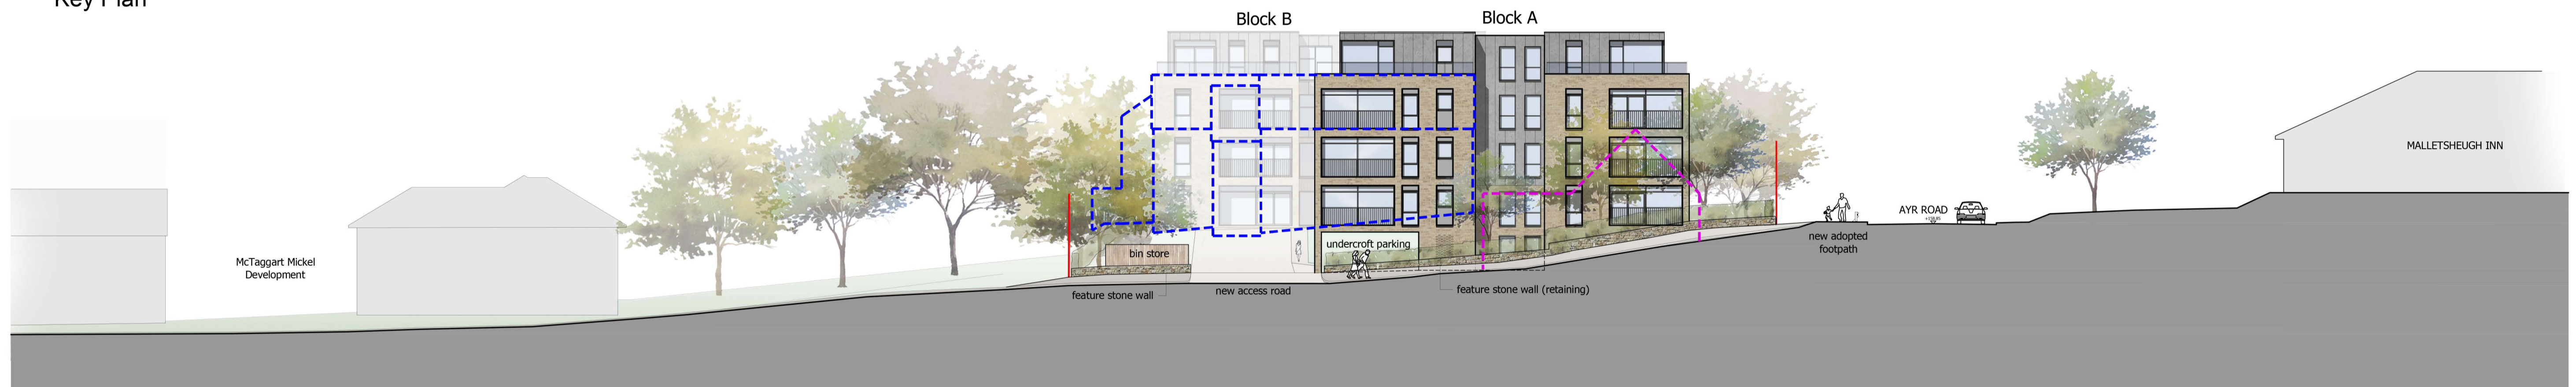 Key Plan
Block B
Block A
MALLETSHEUGH INN
AYR ROAD
new adopted
footpath
undercroft parking
bin store
McTaggart Mickel
Development
feature stone wall
new access road
feature stone wall (retaining)